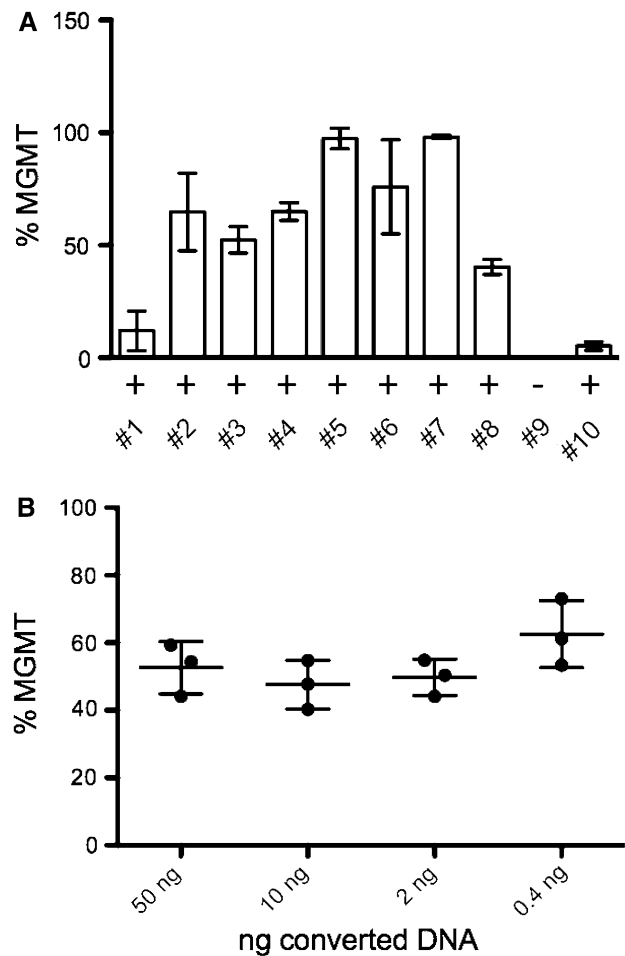 A
% MGMT
150
100
50
0
+ + + + + + + + - +
#1 #2 #3 #4 #5 #6 #7 #8 #9 #10
B
% MGMT
100
80
60
40
20
0
50 ng 10 ng 2 ng 0.4 ng
ng converted DNA